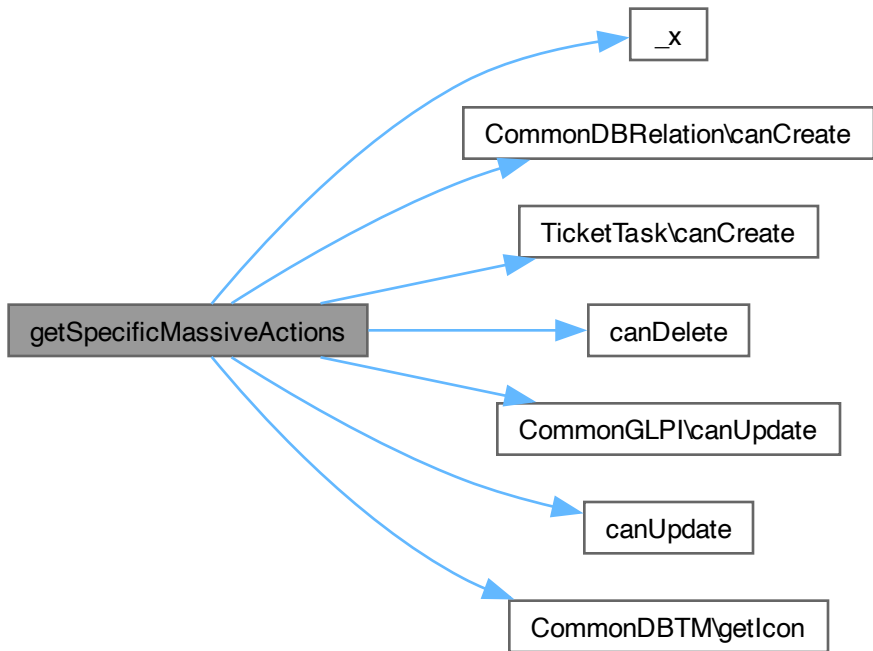 _x
CommonDBRelation\canCreate
TicketTask\canCreate
getSpecificMassiveActions
canDelete
CommonGLPI\canUpdate
canUpdate
CommonDBTM\getIcon